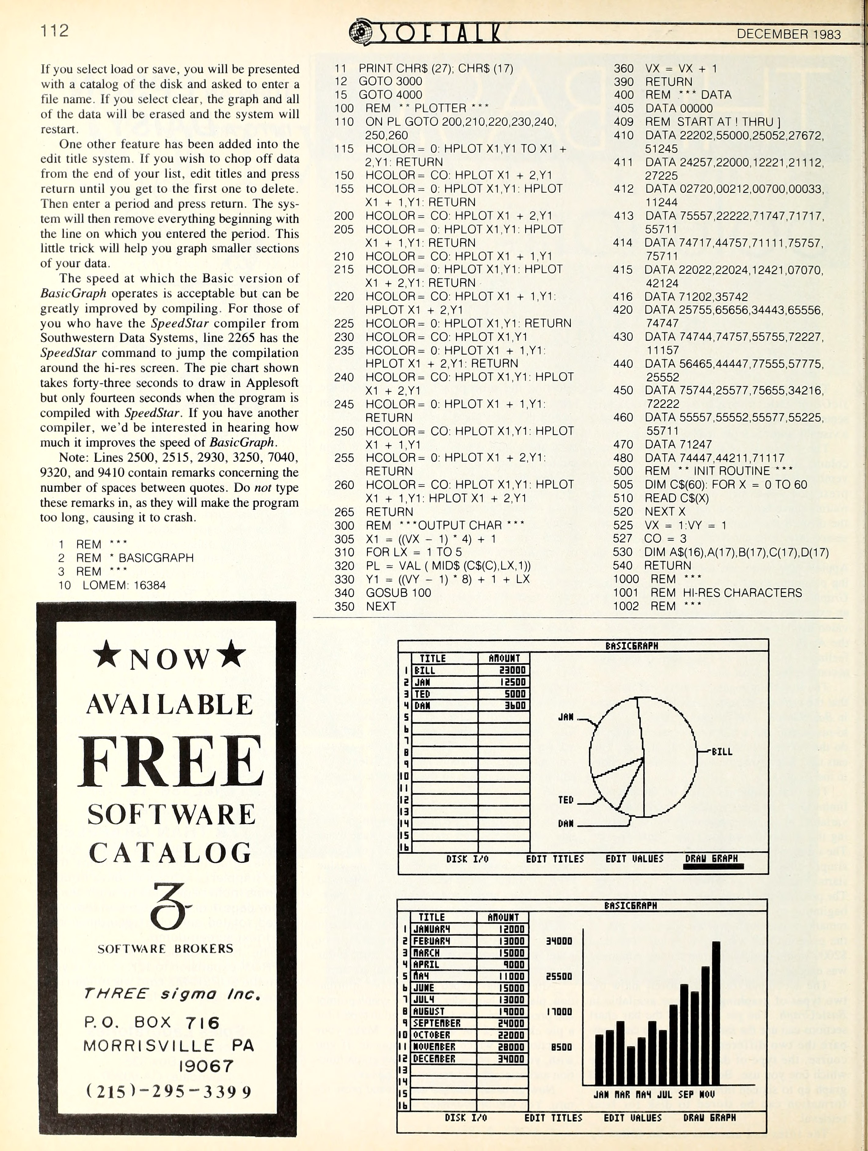 112
SOFTALK
DECEMBER 1983
If you select load or save, you will be presented
with a catalog of the disk and asked to enter a
file name. If you select clear, the graph and all
of the data will be erased and the system will
restart.
One other feature has been added into the
edit title system. If you wish to chop off data
from the end of your list, edit titles and press
return until you get to the first one to delete.
Then enter a period and press return. The sys-
tem will then remove everything beginning with
the line on which you entered the period. This
little trick will help you graph smaller sections
of your data.
The speed at which the Basic version of
BasicGraph operates is acceptable but can be
greatly improved by compiling. For those of
you who have the SpeedStar compiler from
Southwestern Data Systems, line 2265 has the
SpeedStar command to jump the compilation
around the hi-res screen. The pie chart shown
takes forty-three seconds to draw in Applesoft
but only fourteen seconds when the program is
compiled with SpeedStar. If you have another
compiler, we'd be interested in hearing how
much it improves the speed of BasicGraph.
Note: Lines 2500, 2515, 2930, 3250, 7040,
9320, and 9410 contain remarks concerning the
number of spaces between quotes. Do not type
these remarks in, as they will make the program
too long, causing it to crash.
1 REM ***
2 REM * BASICGRAPH
3 REM ***
10 LOMEM: 16384
11 PRINT CHR$ (27); CHR$ (17)
12 GOTO 3000
15 GOTO 4000
100 REM ** PLOTTER ***
110 ON PL GOTO 200,210,220,230,240,
250,260
115 HCOLOR= 0: HPLOT X1,Y1 TO X1 +
2,Y1: RETURN
150 HCOLOR= CO: HPLOT X1 + 2,Y1
155 HCOLOR= 0: HPLOT X1,Y1: HPLOT
X1 + 1,Y1: RETURN
200 HCOLOR= CO: HPLOT X1 + 2,Y1
205 HCOLOR= 0: HPLOT X1,Y1: HPLOT
X1 + 1,Y1: RETURN
210 HCOLOR= CO: HPLOT X1 + 1,Y1
215 HCOLOR= 0: HPLOT X1,Y1: HPLOT
X1 + 2,Y1: RETURN
220 HCOLOR= CO: HPLOT X1 + 1,Y1:
HPLOT X1 + 2,Y1
225 HCOLOR= 0: HPLOT X1,Y1: RETURN
230 HCOLOR= CO: HPLOT X1,Y1
235 HCOLOR= 0: HPLOT X1 + 1,Y1:
HPLOT X1 + 2,Y1: RETURN
240 HCOLOR= CO: HPLOT X1,Y1: HPLOT
X1 + 2,Y1
245 HCOLOR= 0: HPLOT X1 + 1,Y1:
RETURN
250 HCOLOR= CO: HPLOT X1,Y1: HPLOT
X1 + 1,Y1
255 HCOLOR= 0: HPLOT X1 + 2,Y1:
RETURN
260 HCOLOR= CO: HPLOT X1,Y1: HPLOT
X1 + 1,Y1: HPLOT X1 + 2,Y1
265 RETURN
300 REM ***OUTPUT CHAR ***
305 X1 = ((VX − 1) * 4) + 1
310 FOR LX = 1 TO 5
320 PL = VAL ( MID$ (C$(C),LX,1))
330 Y1 = ((VY − 1) * 8) + 1 + LX
340 GOSUB 100
350 NEXT
360 VX = VX + 1
390 RETURN
400 REM *** DATA
405 DATA 00000
409 REM START AT ! THRU ]
410 DATA 22202,55000,25052,27672,
51245
411 DATA 24257,22000,12221,21112,
27225
412 DATA 02720,00212,00700,00033,
11244
413 DATA 75557,22222,71747,71717,
55711
414 DATA 74717,44757,71111,75757,
75711
415 DATA 22022,22024,12421,07070,
42124
416 DATA 71202,35742
420 DATA 25755,65656,34443,65556,
74747
430 DATA 74744,74757,55755,72227,
11157
440 DATA 56465,44447,77555,57775,
25552
450 DATA 75744,25577,75655,34216,
72222
460 DATA 55557,55552,55577,55225,
55711
470 DATA 71247
480 DATA 74447,44211,71117
500 REM ** INIT ROUTINE ***
505 DIM C$(60): FOR X = 0 TO 60
510 READ C$(X)
520 NEXT X
525 VX = 1:VY = 1
527 CO = 3
530 DIM A$(16),A(17),B(17),C(17),D(17)
540 RETURN
1000 REM ***
1001 REM HI-RES CHARACTERS
1002 REM ***
★NOW★
AVAILABLE
FREE
SOFTWARE
CATALOG
3
SOFTWARE BROKERS
THREE sigma Inc.
P.O. BOX 716
MORRISVILLE PA
19067
(215)-295-3399
BASICGRAPH
TITLE AMOUNT
1 BILL 23000
2 JAN 12500
3 TED 5000
4 DAN 3600
5
6
7
8
9
10
11
12
13
14
15
16
JAN
BILL
TED
DAN
DISK I/O EDIT TITLES EDIT VALUES DRAW GRAPH
BASICGRAPH
TITLE AMOUNT
1 JANUARY 12000
2 FEBUARY 13000
3 MARCH 15000
4 APRIL 9000
5 MAY 11000
6 JUNE 15000
7 JULY 13000
8 AUGUST 19000
9 SEPTEMBER 24000
10 OCTOBER 22000
11 NOVEMBER 28000
12 DECEMBER 34000
13
14
15
16
34000
25500
17000
8500
JAN MAR MAY JUL SEP NOV
DISK I/O EDIT TITLES EDIT VALUES DRAW GRAPH